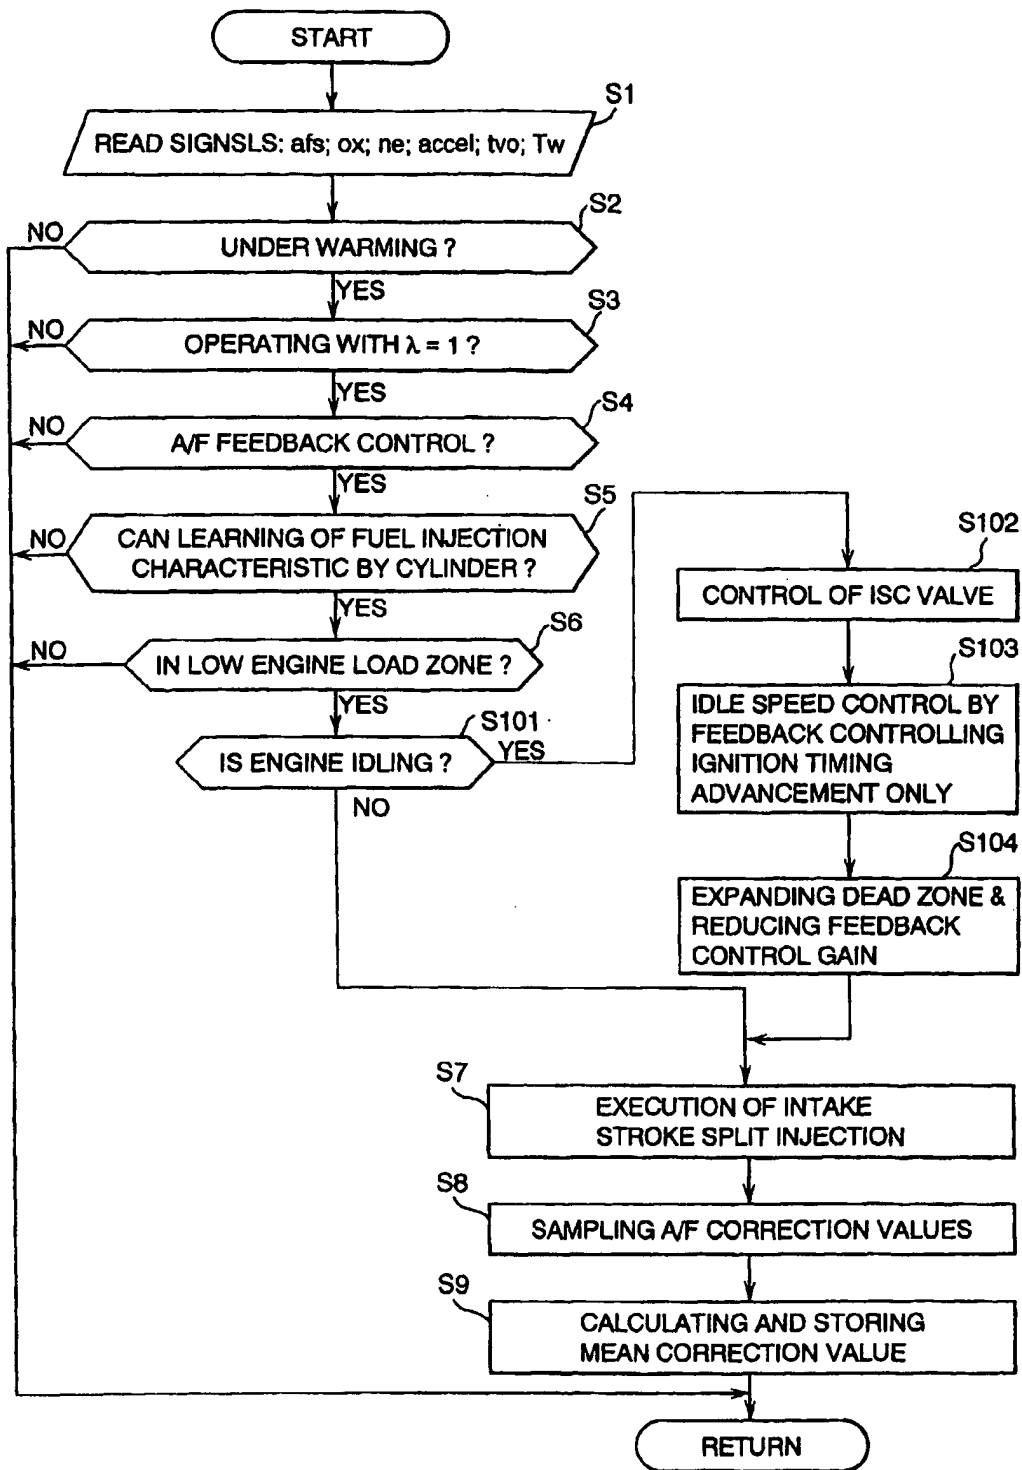 START
S1
READ SIGNSLS: afs; ox; ne; accel; tvo; Tw
S2
NO
UNDER WARMING ?
YES
S3
NO
OPERATING WITH λ = 1 ?
YES
S4
NO
A/F FEEDBACK CONTROL ?
YES
S5
NO
CAN LEARNING OF FUEL INJECTION
CHARACTERISTIC BY CYLINDER ?
YES
S6
NO
IN LOW ENGINE LOAD ZONE ?
YES
S101
IS ENGINE IDLING ?
YES
NO
S102
CONTROL OF ISC VALVE
S103
IDLE SPEED CONTROL BY
FEEDBACK CONTROLLING
IGNITION TIMING
ADVANCEMENT ONLY
S104
EXPANDING DEAD ZONE &
REDUCING FEEDBACK
CONTROL GAIN
S7
EXECUTION OF INTAKE
STROKE SPLIT INJECTION
S8
SAMPLING A/F CORRECTION VALUES
S9
CALCULATING AND STORING
MEAN CORRECTION VALUE
RETURN